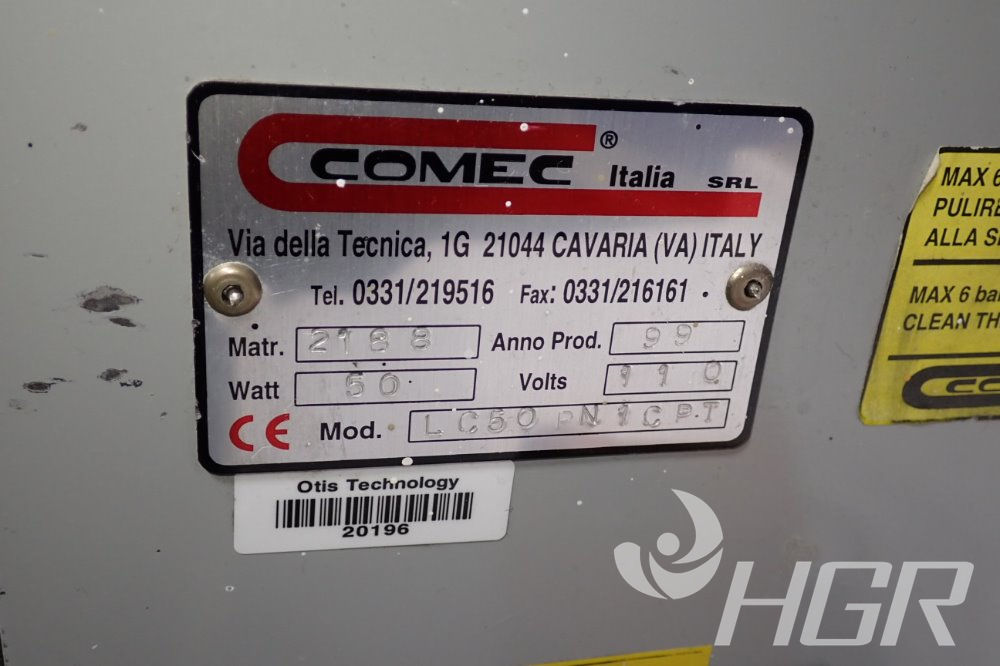 COMEC® Italia SRL
Via della Tecnica, 1G 21044 CAVARIA (VA) ITALY
Tel. 0331/219516 Fax: 0331/216161
Matr. 2188 Anno Prod. 99
Watt 50 Volts 110
CE Mod. LC50PN1CPT
Otis Technology
20196
MAX 6
PULIRE
ALLA
MAX 6 ba
CLEAN TH
HGR